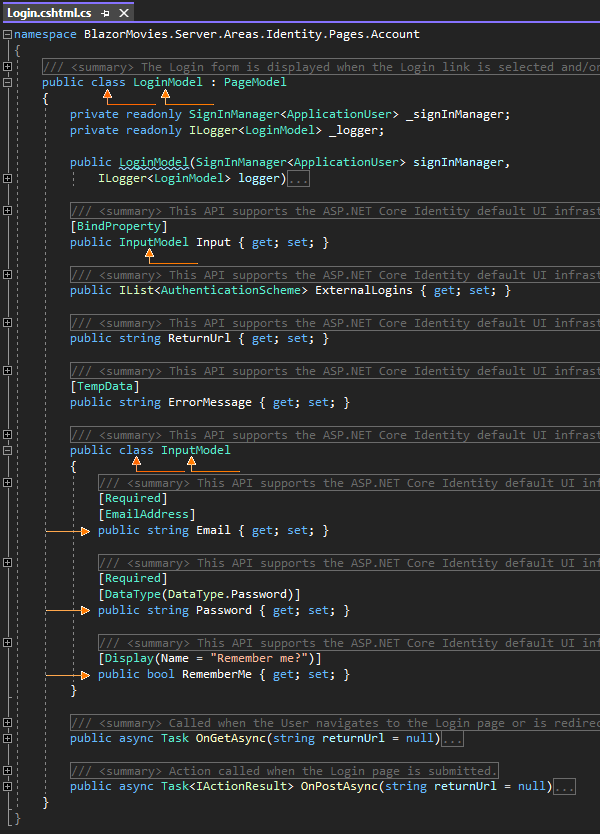 Login.cshtml.cs
namespace BlazorMovies.Server.Areas.Identity.Pages.Account
{
/// <summary> The Login form is displayed when the Login link is selected and/or
public class LoginModel : PageModel
{
private readonly SignInManager<ApplicationUser> _signInManager;
private readonly ILogger<LoginModel> _logger;
public LoginModel(SignInManager<ApplicationUser> signInManager,
ILogger<LoginModel> logger)...
/// <summary> This API supports the ASP.NET Core Identity default UI infrast
[BindProperty]
public InputModel Input { get; set; }
/// <summary> This API supports the ASP.NET Core Identity default UI infrast
public IList<AuthenticationScheme> ExternalLogins { get; set; }
/// <summary> This API supports the ASP.NET Core Identity default UI infrast
public string ReturnUrl { get; set; }
/// <summary> This API supports the ASP.NET Core Identity default UI infrast
[TempData]
public string ErrorMessage { get; set; }
/// <summary> This API supports the ASP.NET Core Identity default UI infrast
public class InputModel
{
/// <summary> This API supports the ASP.NET Core Identity default UI inf
[Required]
[EmailAddress]
public string Email { get; set; }
/// <summary> This API supports the ASP.NET Core Identity default UI inf
[Required]
[DataType(DataType.Password)]
public string Password { get; set; }
/// <summary> This API supports the ASP.NET Core Identity default UI inf
[Display(Name = "Remember me?")]
public bool RememberMe { get; set; }
}
/// <summary> Called when the User navigates to the Login page or is redirec
public async Task OnGetAsync(string returnUrl = null)...
/// <summary> Action called when the Login page is submitted.
public async Task<IActionResult> OnPostAsync(string returnUrl = null)...
}
}